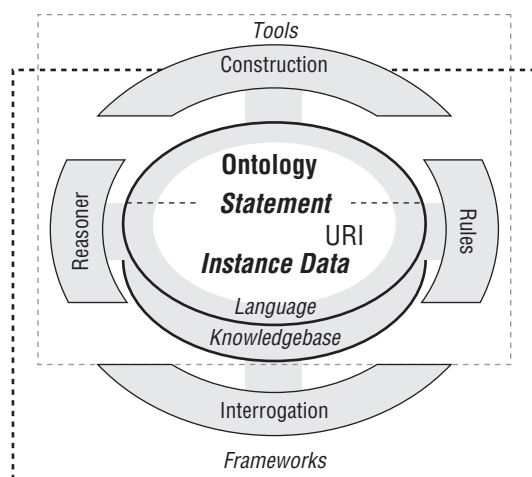 Tools
Construction
Ontology
Statement
URI
Instance Data
Reasoner
Rules
Language
Knowledgebase
Interrogation
Frameworks